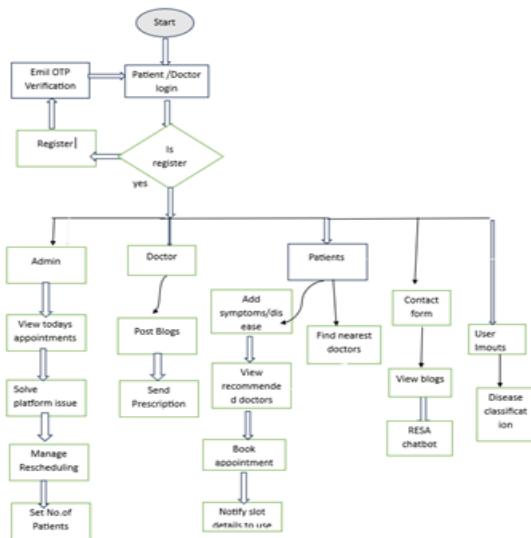 Start
Emil OTP
Verification
Patient /Doctor
login
Register
Is
register
yes
Admin
Doctor
Patients
Contact
form
User
Imouts
View todays
appointments
Post Blogs
Add
symptoms/dis
ease
Find nearest
doctors
View blogs
Disease
classificat
ion
Solve
platform issue
Send
Prescription
View
recommende
d doctors
RESA
chatbot
Manage
Rescheduling
Book
appointment
Set No.of
Patients
Notify slot
details to use